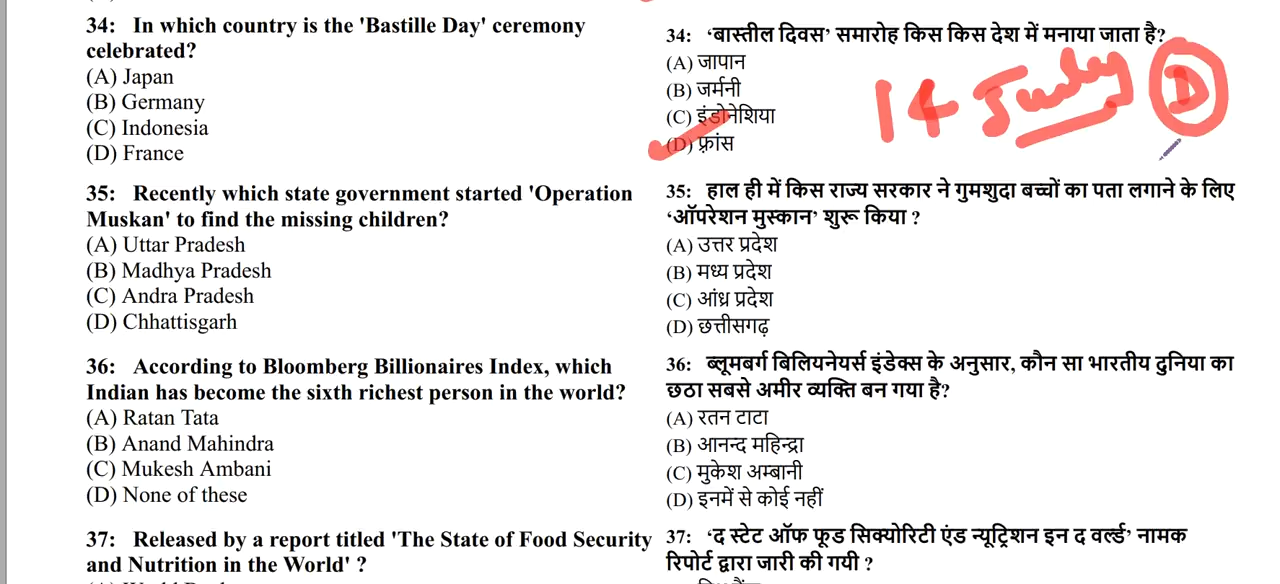 34: In which country is the 'Bastille Day' ceremony
celebrated?
(A) Japan
(B) Germany
(C) Indonesia
(D) France
35: Recently which state government started 'Operation
Muskan' to find the missing children?
(A) Uttar Pradesh
(B) Madhya Pradesh
(C) Andra Pradesh
(D) Chhattisgarh
36: According to Bloomberg Billionaires Index, which
Indian has become the sixth richest person in the world?
(A) Ratan Tata
(B) Anand Mahindra
(C) Mukesh Ambani
(D) None of these
37: Released by a report titled 'The State of Food Security
and Nutrition in the World' ?
34: ‘बास्तील दिवस’ समारोह किस किस देश में मनाया जाता है?
(A) जापान
(B) जर्मनी
(C) इंडोनेशिया
(D) फ़्रांस
14 July D
35: हाल ही में किस राज्य सरकार ने गुमशुदा बच्चों का पता लगाने के लिए
‘ऑपरेशन मुस्कान’ शुरू किया ?
(A) उत्तर प्रदेश
(B) मध्य प्रदेश
(C) आंध्र प्रदेश
(D) छत्तीसगढ़
36: ब्लूमबर्ग बिलियनेयर्स इंडेक्स के अनुसार, कौन सा भारतीय दुनिया का
छठा सबसे अमीर व्यक्ति बन गया है?
(A) रतन टाटा
(B) आनन्द महिन्द्रा
(C) मुकेश अम्बानी
(D) इनमें से कोई नहीं
37: ‘द स्टेट ऑफ फूड सिक्योरिटी एंड न्यूट्रिशन इन द वर्ल्ड’ नामक
रिपोर्ट द्वारा जारी की गयी ?